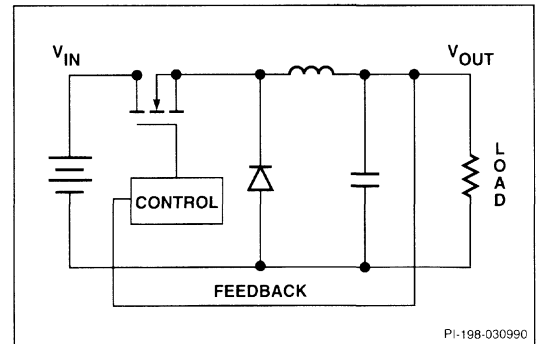 VIN
VOUT
LOAD
CONTROL
FEEDBACK
PI-198-030990